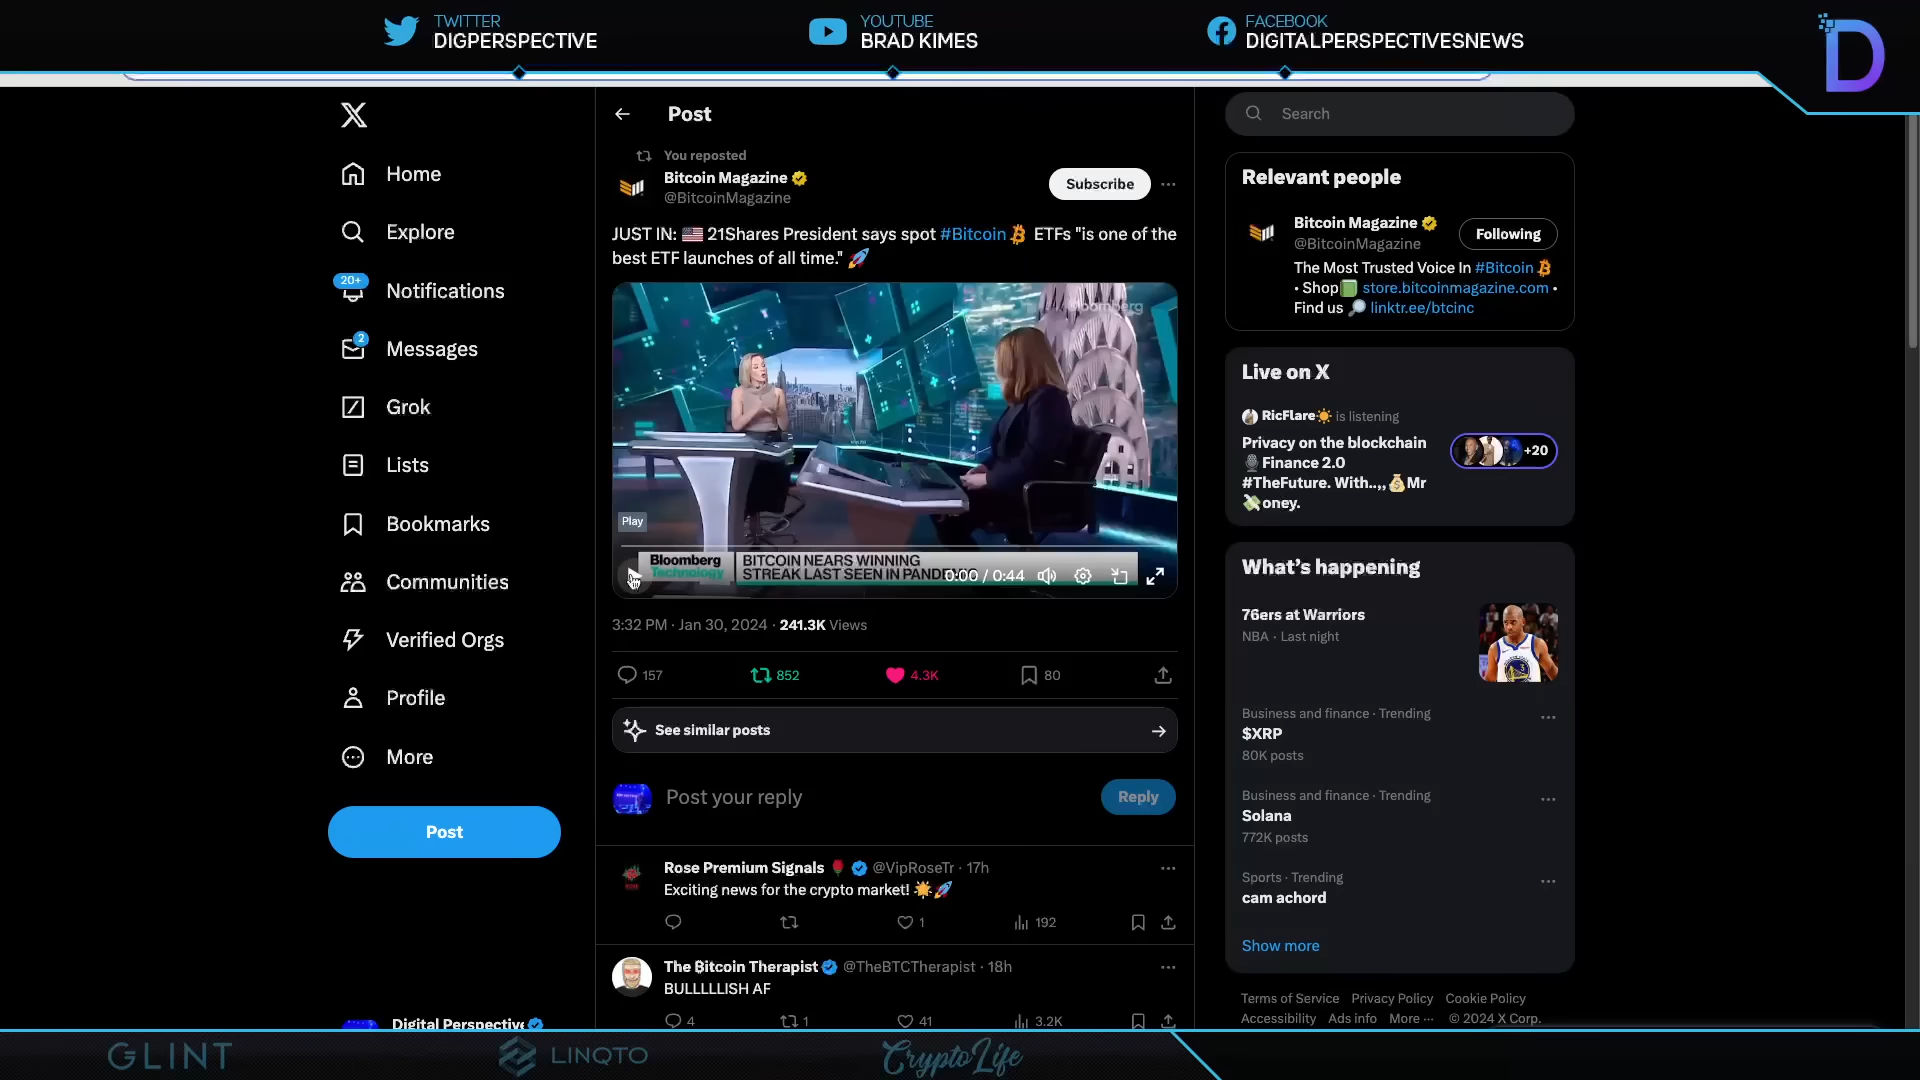 TWITTER
DIGPERSPECTIVE
YOUTUBE
BRAD KIMES
FACEBOOK
DIGITALPERSPECTIVESNEWS
Home
Explore
20+
Notifications
2
Messages
Grok
Lists
Bookmarks
Communities
Verified Orgs
Profile
More
Post
Digital Perspective
Post
You reposted
Bitcoin Magazine
@BitcoinMagazine
Subscribe
JUST IN: 🇺🇸 21Shares President says spot #Bitcoin ETFs "is one of the
best ETF launches of all time." 🚀
Bloomberg
Play
Bloomberg
Technology
BITCOIN NEARS WINNING
STREAK LAST SEEN IN PANDEMIC
0:00 / 0:44
3:32 PM · Jan 30, 2024 · 241.3K Views
157
852
4.3K
80
See similar posts
Post your reply
Reply
Rose Premium Signals 🌹 @VipRoseTr · 17h
Exciting news for the crypto market! 🌟🚀
1
192
The Bitcoin Therapist @TheBTCTherapist · 18h
BULLLLLISH AF
4
1
41
3.2K
Search
Relevant people
Bitcoin Magazine
@BitcoinMagazine
Following
The Most Trusted Voice In #Bitcoin
• Shop📗 store.bitcoinmagazine.com •
Find us 🔎 linktr.ee/btcinc
Live on X
RicFlare☀️ is listening
Privacy on the blockchain
🎙️Finance 2.0
#TheFuture. With..,,💰Mr
💸oney.
+20
What's happening
76ers at Warriors
NBA · Last night
Business and finance · Trending
$XRP
80K posts
Business and finance · Trending
Solana
772K posts
Sports · Trending
cam achord
Show more
Terms of Service Privacy Policy Cookie Policy
Accessibility Ads info More ··· © 2024 X Corp.
GLINT
LINQTO
CryptoLife